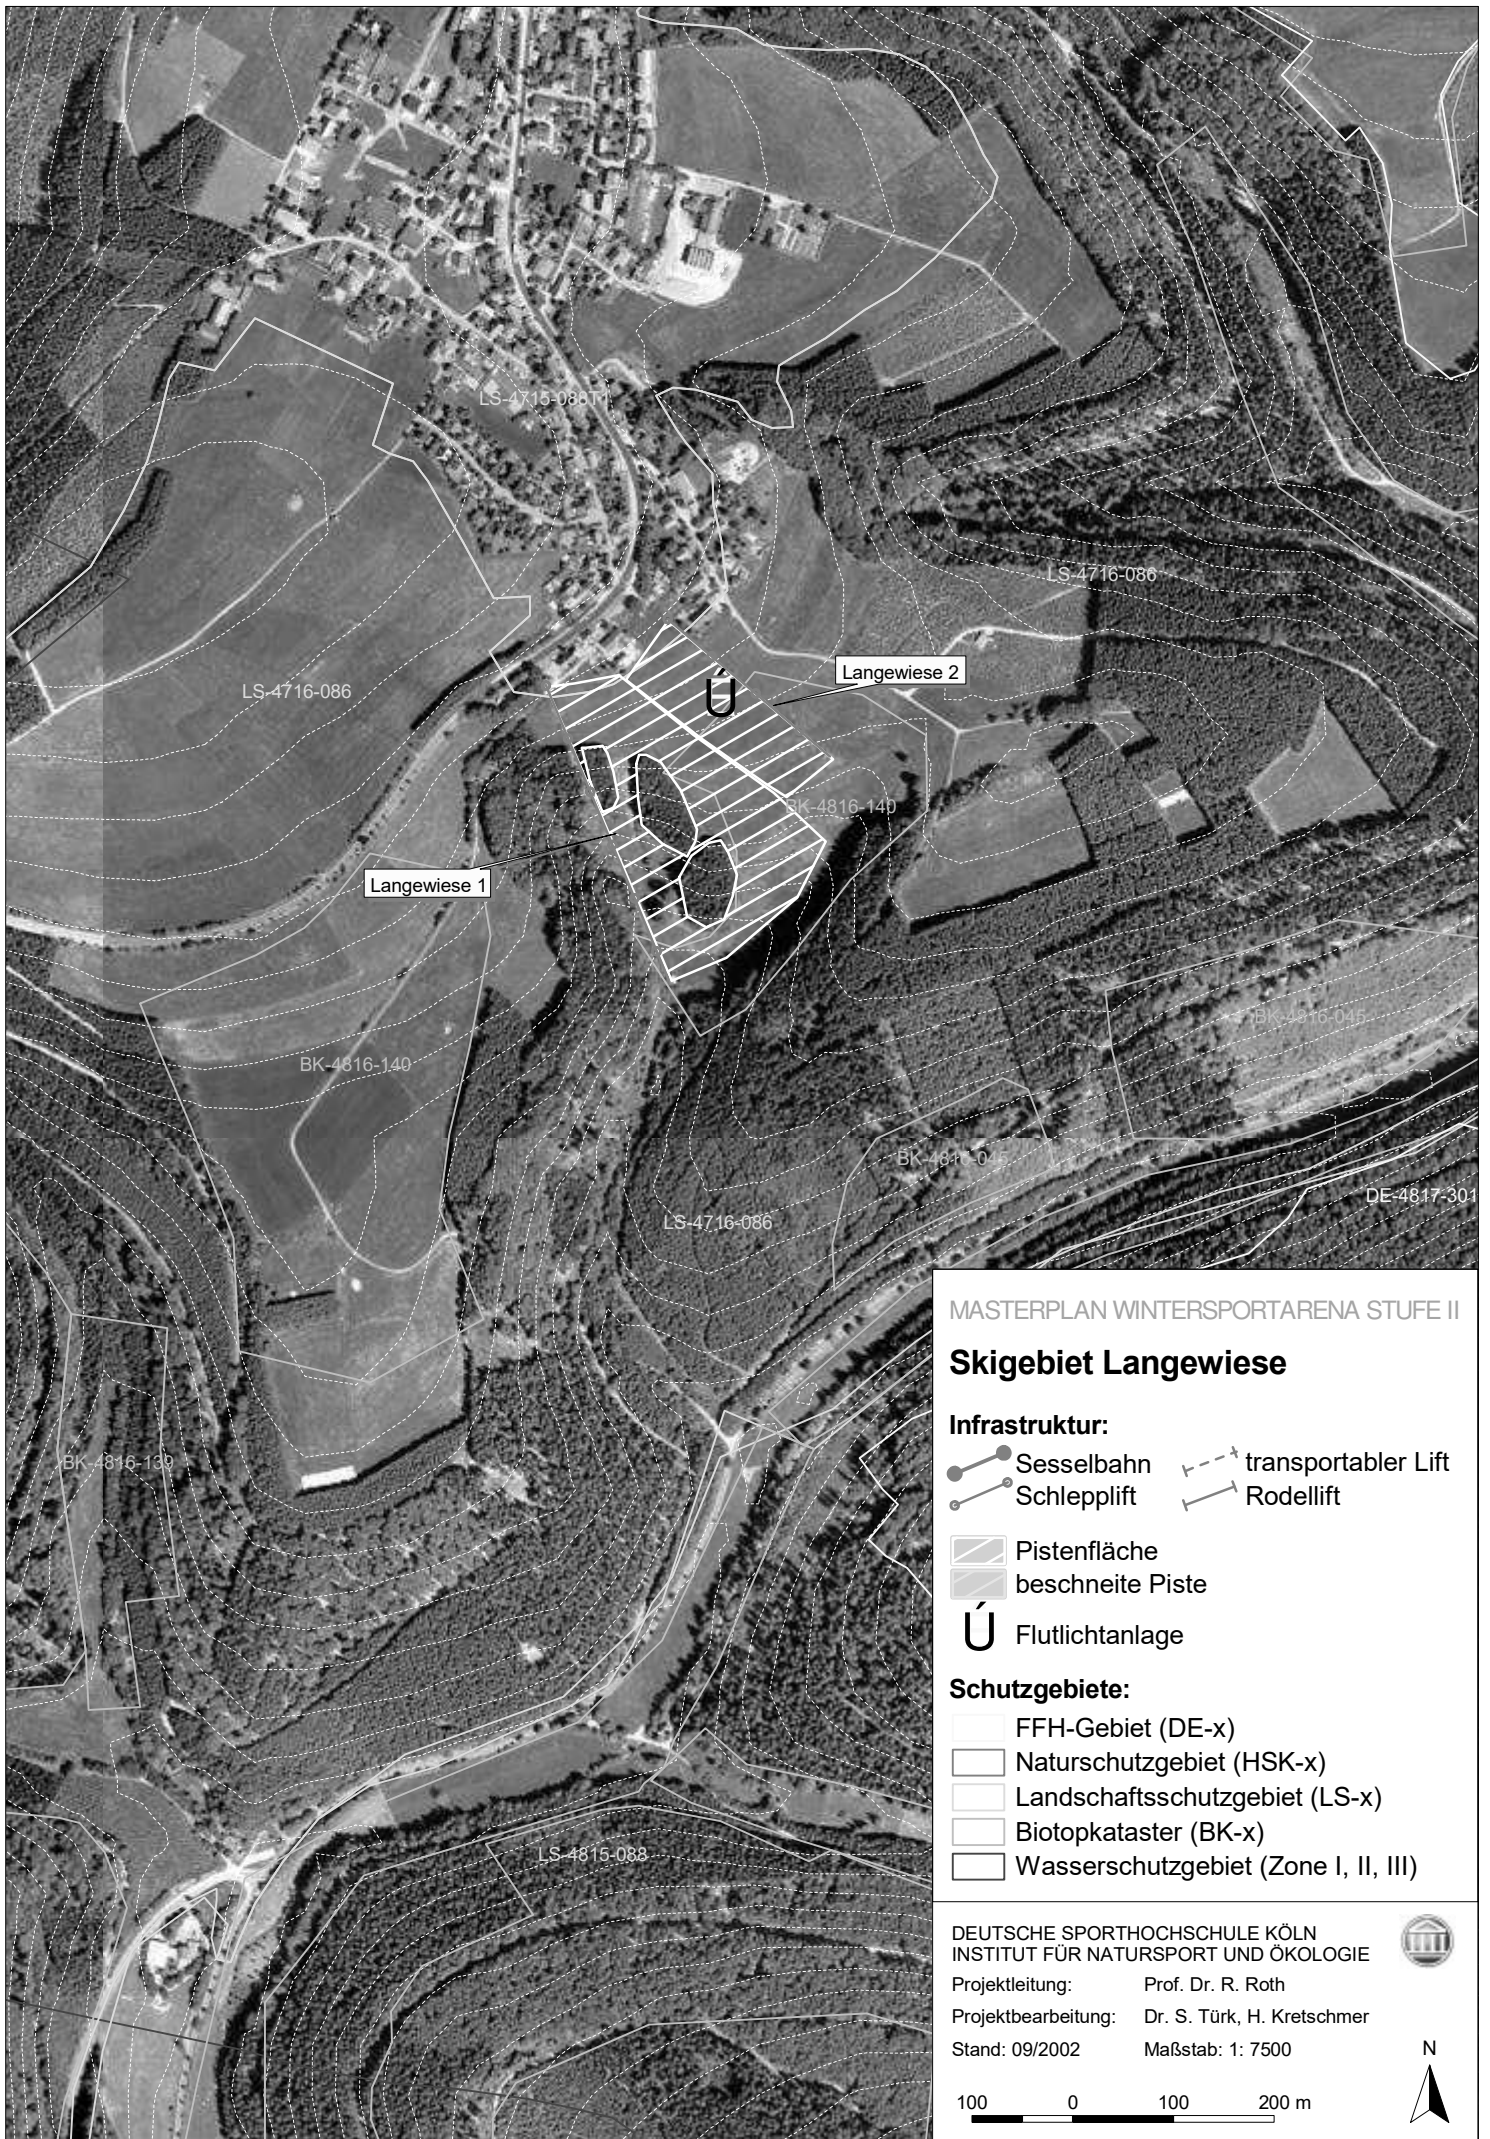 LS-4715-088T1
LS-4716-086
Langewiese 2
LS-4716-086
Ú
BK-4816-140
Langewiese 1
BK-4816-045
BK-4816-140
BK-4816-045
DE-4817-301
LS-4716-086
BK-4816-139
LS-4815-088
MASTERPLAN WINTERSPORTARENA STUFE II
Skigebiet Langewiese
Infrastruktur:
Sesselbahn
transportabler Lift
Schlepplift
Rodellift
Pistenfläche
beschneite Piste
Ú Flutlichtanlage
Schutzgebiete:
FFH-Gebiet (DE-x)
Naturschutzgebiet (HSK-x)
Landschaftsschutzgebiet (LS-x)
Biotopkataster (BK-x)
Wasserschutzgebiet (Zone I, II, III)
DEUTSCHE SPORTHOCHSCHULE KÖLN
INSTITUT FÜR NATURSPORT UND ÖKOLOGIE
Projektleitung: Prof. Dr. R. Roth
Projektbearbeitung: Dr. S. Türk, H. Kretschmer
Stand: 09/2002 Maßstab: 1: 7500
N
100 0 100 200 m